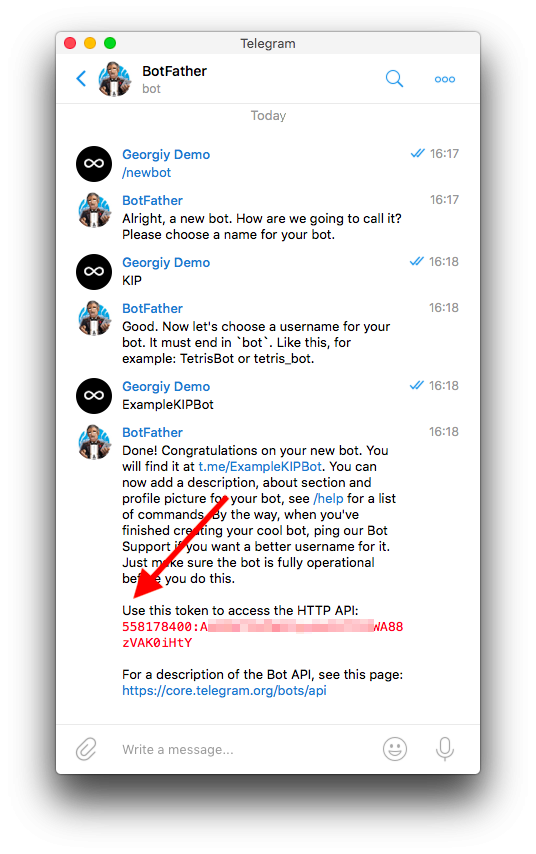 Telegram
BotFather
bot
Today
Georgiy Demo 16:17
/newbot
BotFather 16:17
Alright, a new bot. How are we going to call it?
Please choose a name for your bot.
Georgiy Demo 16:18
KIP
BotFather 16:18
Good. Now let's choose a username for your
bot. It must end in `bot`. Like this, for
example: TetrisBot or tetris_bot.
Georgiy Demo 16:18
ExampleKIPBot
BotFather 16:18
Done! Congratulations on your new bot. You
will find it at t.me/ExampleKIPBot. You can
now add a description, about section and
profile picture for your bot, see /help for a list
of commands. By the way, when you've
finished creating your cool bot, ping our Bot
Support if you want a better username for it.
Just make sure the bot is fully operational
before you do this.
Use this token to access the HTTP API:
558178400:A WA88
zVAK0iHtY
For a description of the Bot API, see this page:
https://core.telegram.org/bots/api
Write a message...